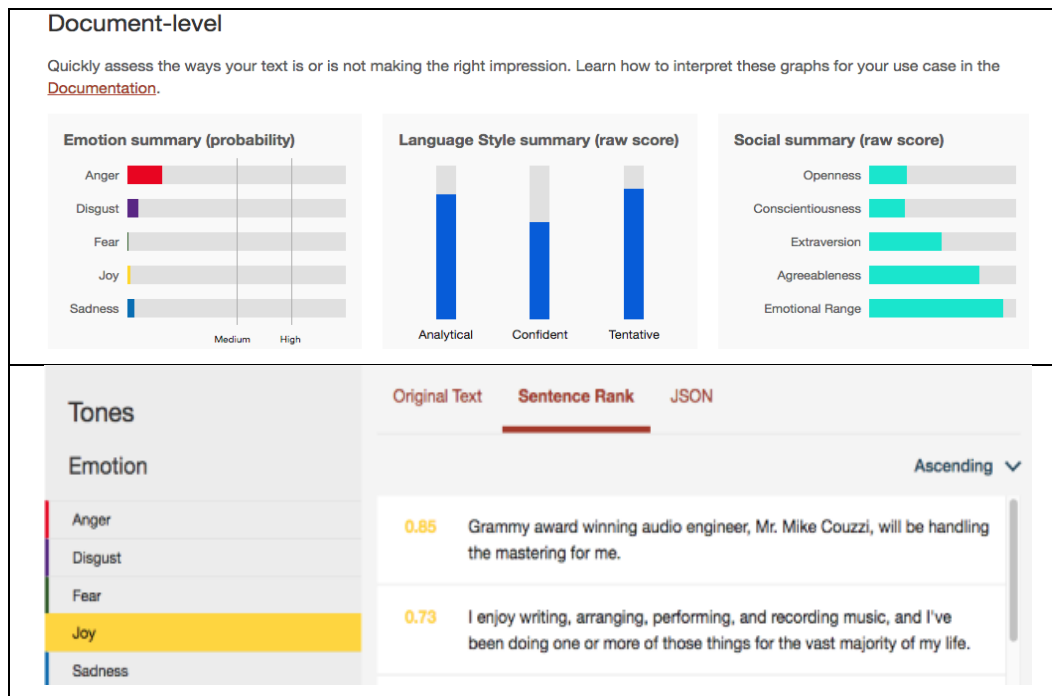 Document-level
Quickly assess the ways your text is or is not making the right impression. Learn how to interpret these graphs for your use case in the
Documentation.
Emotion summary (probability)
Anger
Disgust
Fear
Joy
Sadness
Medium
High
Language Style summary (raw score)
Analytical
Confident
Tentative
Social summary (raw score)
Openness
Conscientiousness
Extraversion
Agreeableness
Emotional Range
Tones
Emotion
Anger
Disgust
Fear
Joy
Sadness
Original Text
Sentence Rank
JSON
Ascending
0.85
Grammy award winning audio engineer, Mr. Mike Couzzi, will be handling
the mastering for me.
0.73
I enjoy writing, arranging, performing, and recording music, and I've
been doing one or more of those things for the vast majority of my life.